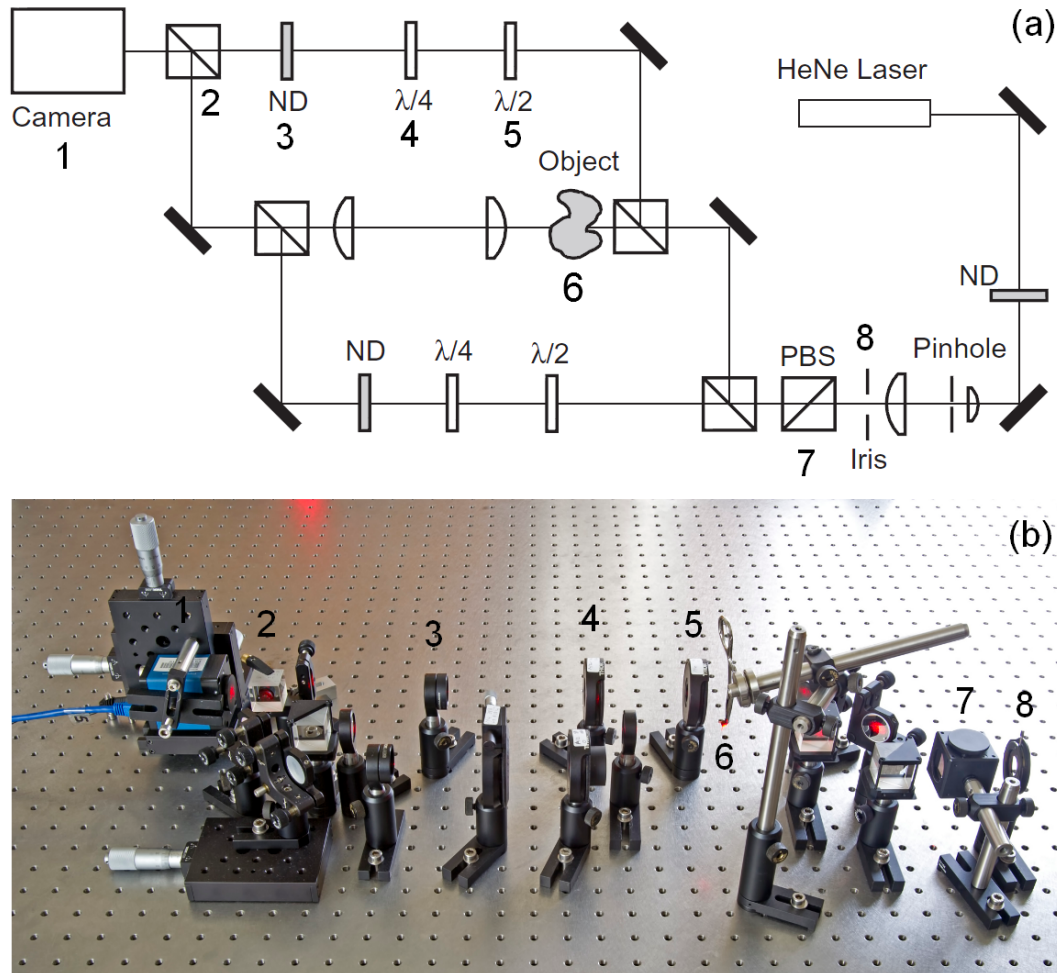 (a)
HeNe Laser
Camera
1
2
ND
3
λ/4
4
λ/2
5
Object
6
ND
ND
λ/4
λ/2
PBS
7
8
Iris
Pinhole
(b)
1
2
3
4
5
6
7
8